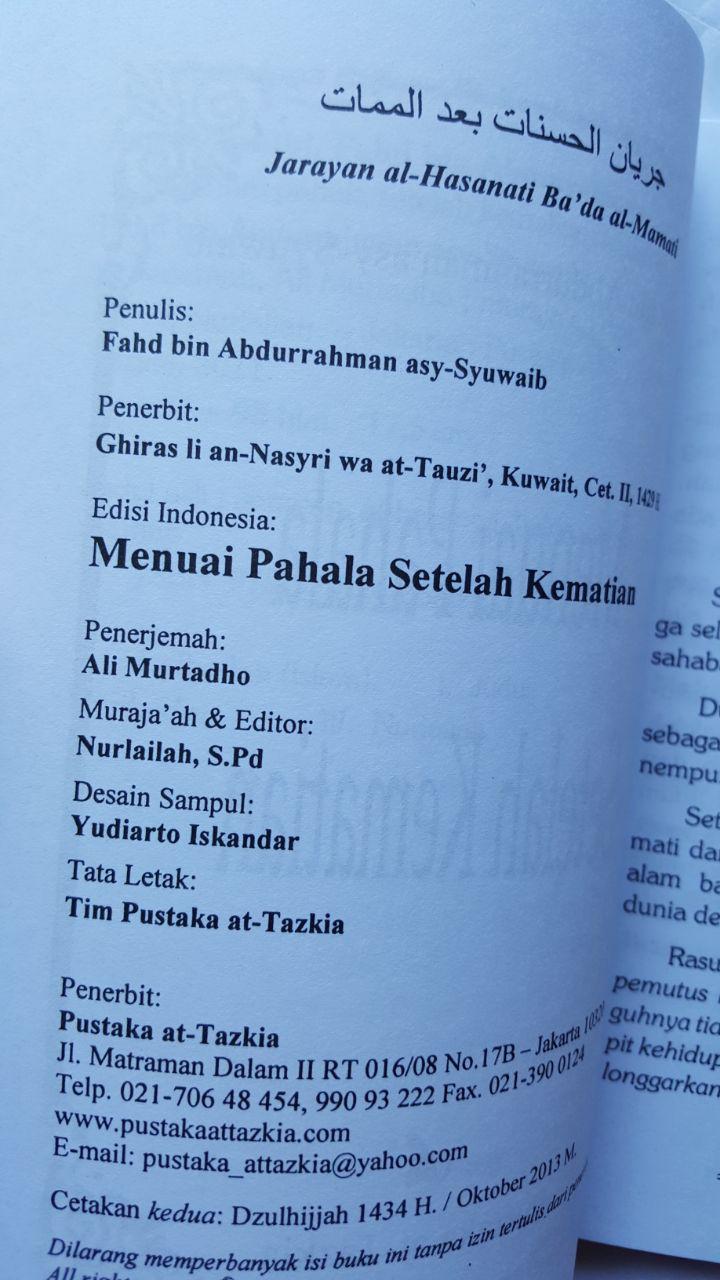 جريان الحسنات بعد الممات
Jarayan al-Hasanati Ba'da al-Mamati
Penulis:
Fahd bin Abdurrahman asy-Syuwaib
Penerbit:
Ghiras li an-Nasyri wa at-Tauzi', Kuwait, Cet. II, 1429
Edisi Indonesia:
Menuai Pahala Setelah Kematian
Penerjemah:
Ali Murtadho
Muraja'ah & Editor:
Nurlailah, S.Pd
Desain Sampul:
Yudiarto Iskandar
Tata Letak:
Tim Pustaka at-Tazkia
Penerbit:
Pustaka at-Tazkia
Jl. Matraman Dalam II RT 016/08 No.17B – Jakarta
Telp. 021-706 48 454, 990 93 222 Fax. 021-390 0124
www.pustakaattazkia.com
E-mail: pustaka_attazkia@yahoo.com
Cetakan kedua: Dzulhijjah 1434 H. / Oktober 2013 M.
Dilarang memperbanyak isi buku ini tanpa izin tertulis dari
All
ga sel
sahab
sebaga
nempu
Set
mati da
alam ba
dunia de
Rasu
pemutus
guhnya tid
pit kehidup
longgarkan